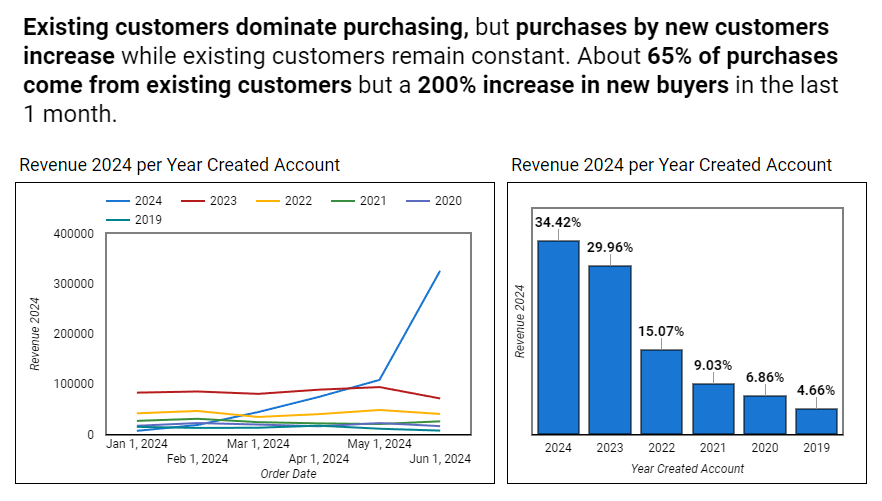 Existing customers dominate purchasing, but purchases by new customers
increase while existing customers remain constant. About 65% of purchases
come from existing customers but a 200% increase in new buyers in the last
1 month.
Revenue 2024 per Year Created Account
2024 2023 2022 2021 2020
2019
400000
300000
200000
100000
0
Revenue 2024
Jan 1, 2024 Mar 1, 2024 May 1, 2024
Feb 1, 2024 Apr 1, 2024 Jun 1, 2024
Order Date
Revenue 2024 per Year Created Account
34.42%
29.96%
15.07%
9.03%
6.86%
4.66%
Revenue 2024
2024 2023 2022 2021 2020 2019
Year Created Account